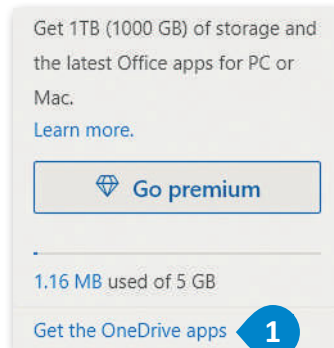 Get 1TB (1000 GB) of storage and
the latest Office apps for PC or
Mac.
Learn more.
Go premium
1.16 MB used of 5 GB
Get the OneDrive apps 1